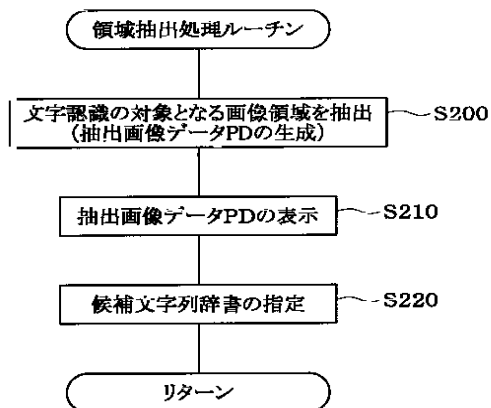 領域抽出処理ルーチン
文字認識の対象となる画像領域を抽出
(抽出画像データPDの生成)
S200
抽出画像データPDの表示
S210
候補文字列辞書の指定
S220
リターン